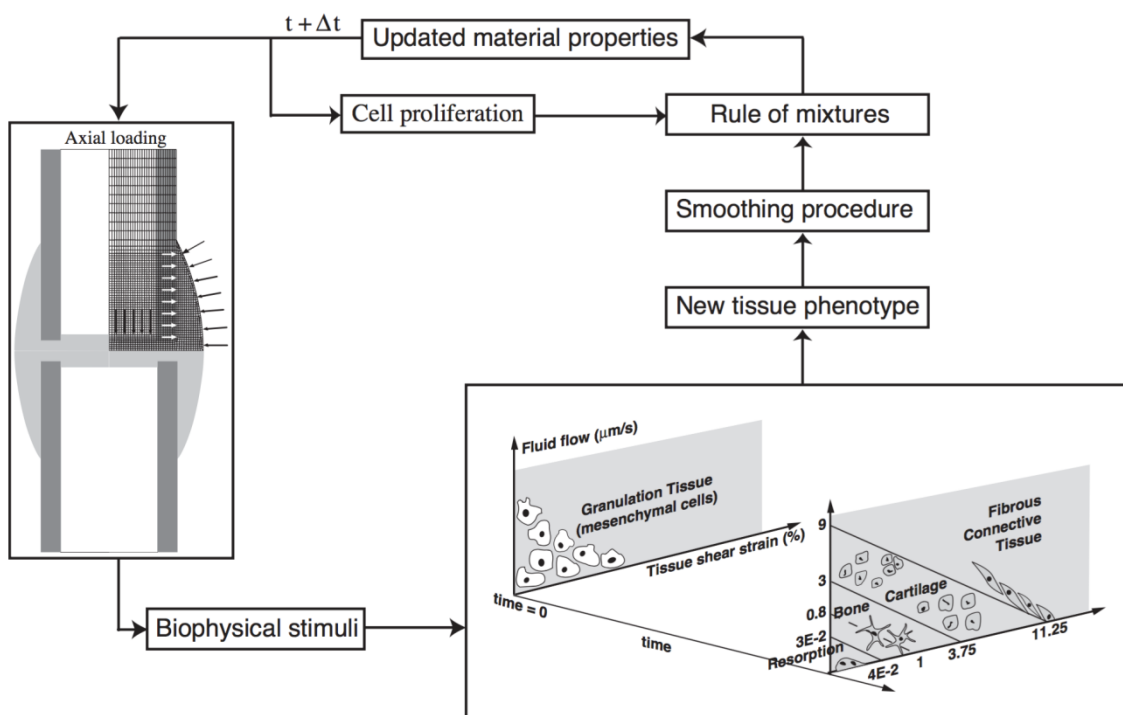 t + Δt
Updated material properties
Cell proliferation
Rule of mixtures
Axial loading
Smoothing procedure
New tissue phenotype
Biophysical stimuli
Fluid flow (μm/s)
Granulation Tissue
(mesenchymal cells)
Tissue shear strain (%)
time = 0
time
Fibrous
Connective
Tissue
9
3
0.8
3E-2
Cartilage
Bone
Resorption
4E-2
1
3.75
11.25